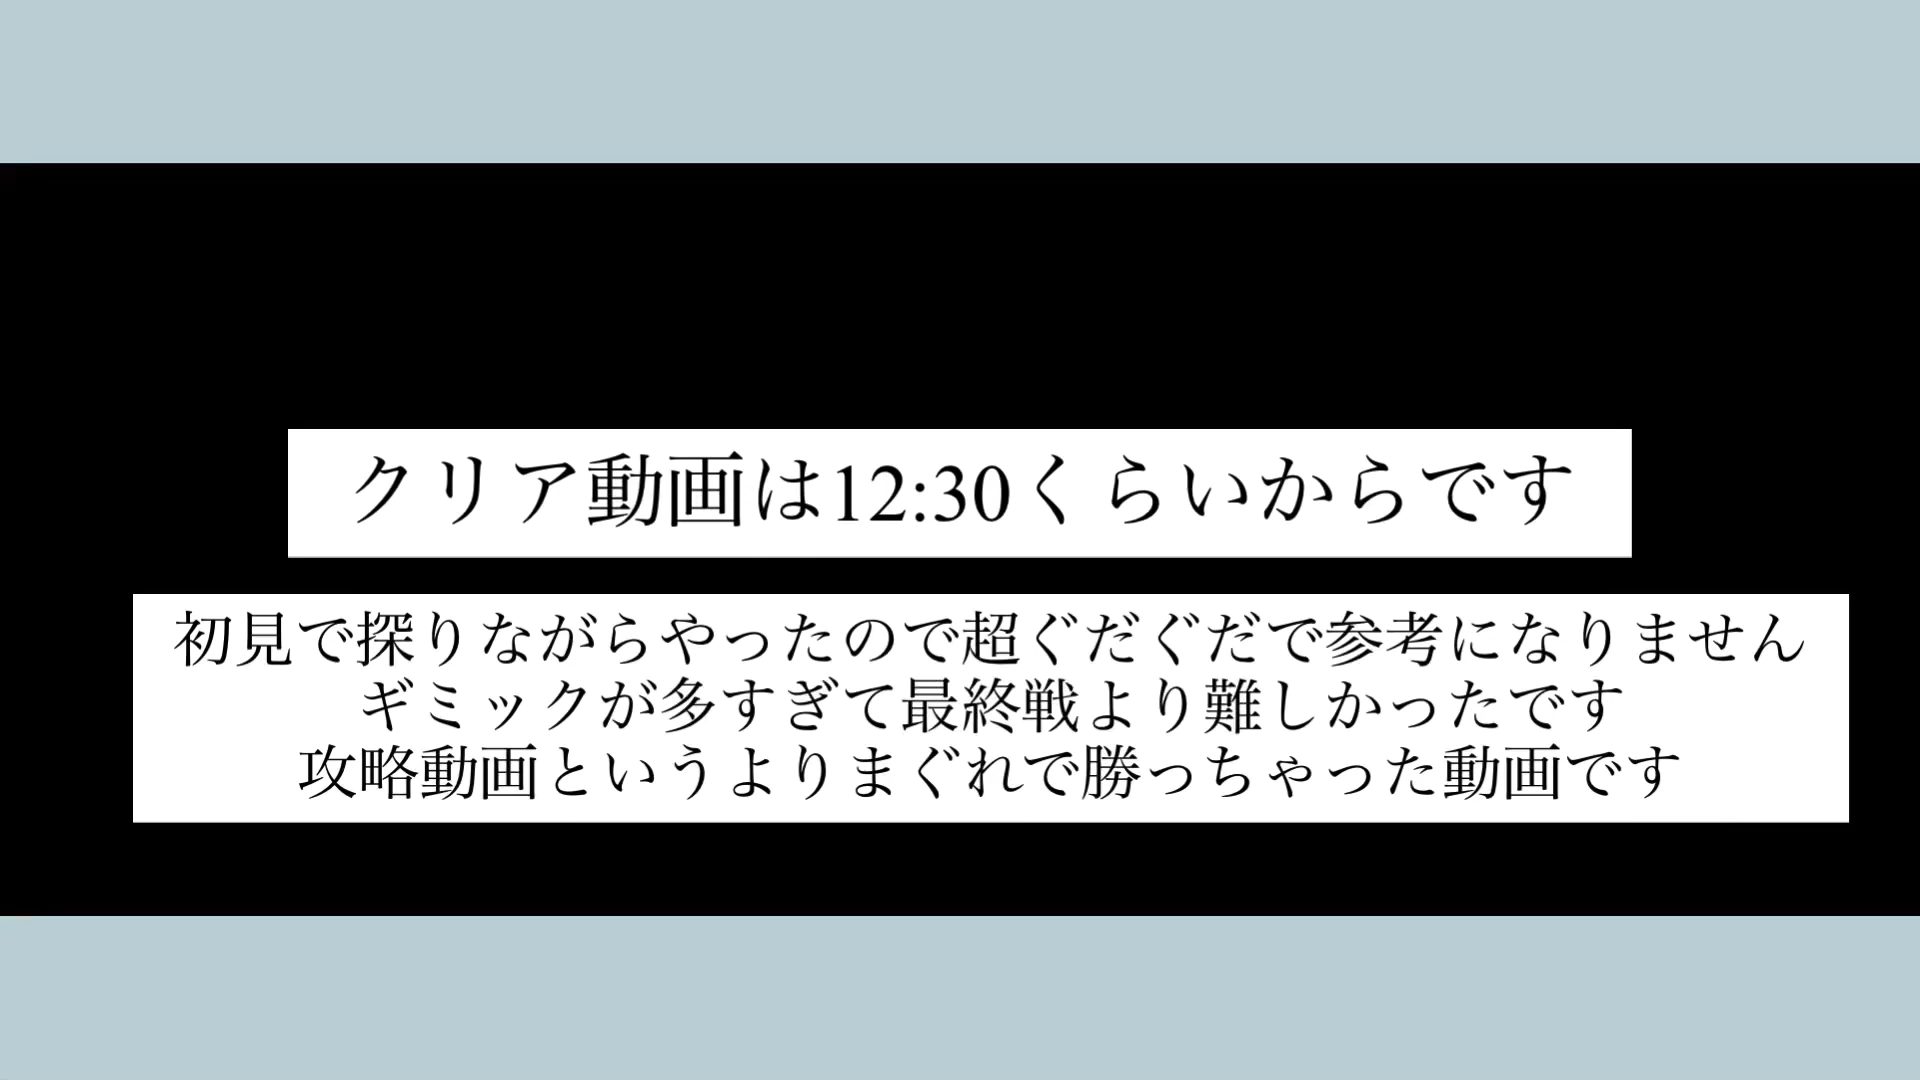 クリア動画は12:30くらいからです
初見で探りながらやったので超ぐだぐだで参考になりません
ギミックが多すぎて最終戦より難しかったです
攻略動画というよりまぐれで勝っちゃった動画です